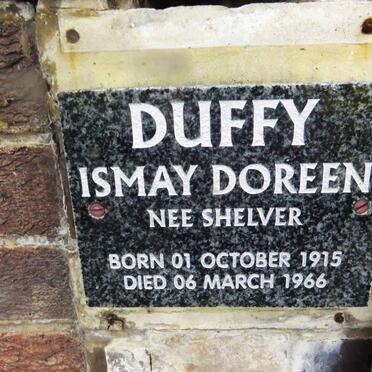 DUFFY
ISMAY DOREEN
NEE SHELVER
BORN 01 OCTOBER 1915
DIED 06 MARCH 1966